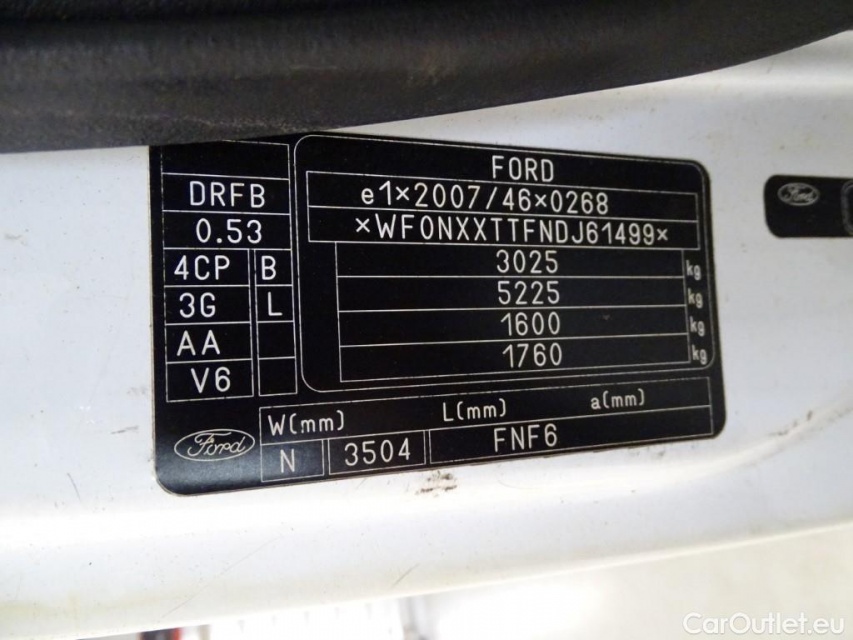 FORD
DRFB
e1×2007/46×0268
0.53
×WF0NXXTTFNDJ61499×
4CP B
3025 kg
3G L
5225 kg
AA
1600 kg
V6
1760 kg
W(mm) L(mm) a(mm)
Ford
N 3504 FNF6
Ford
CarOutlet.eu